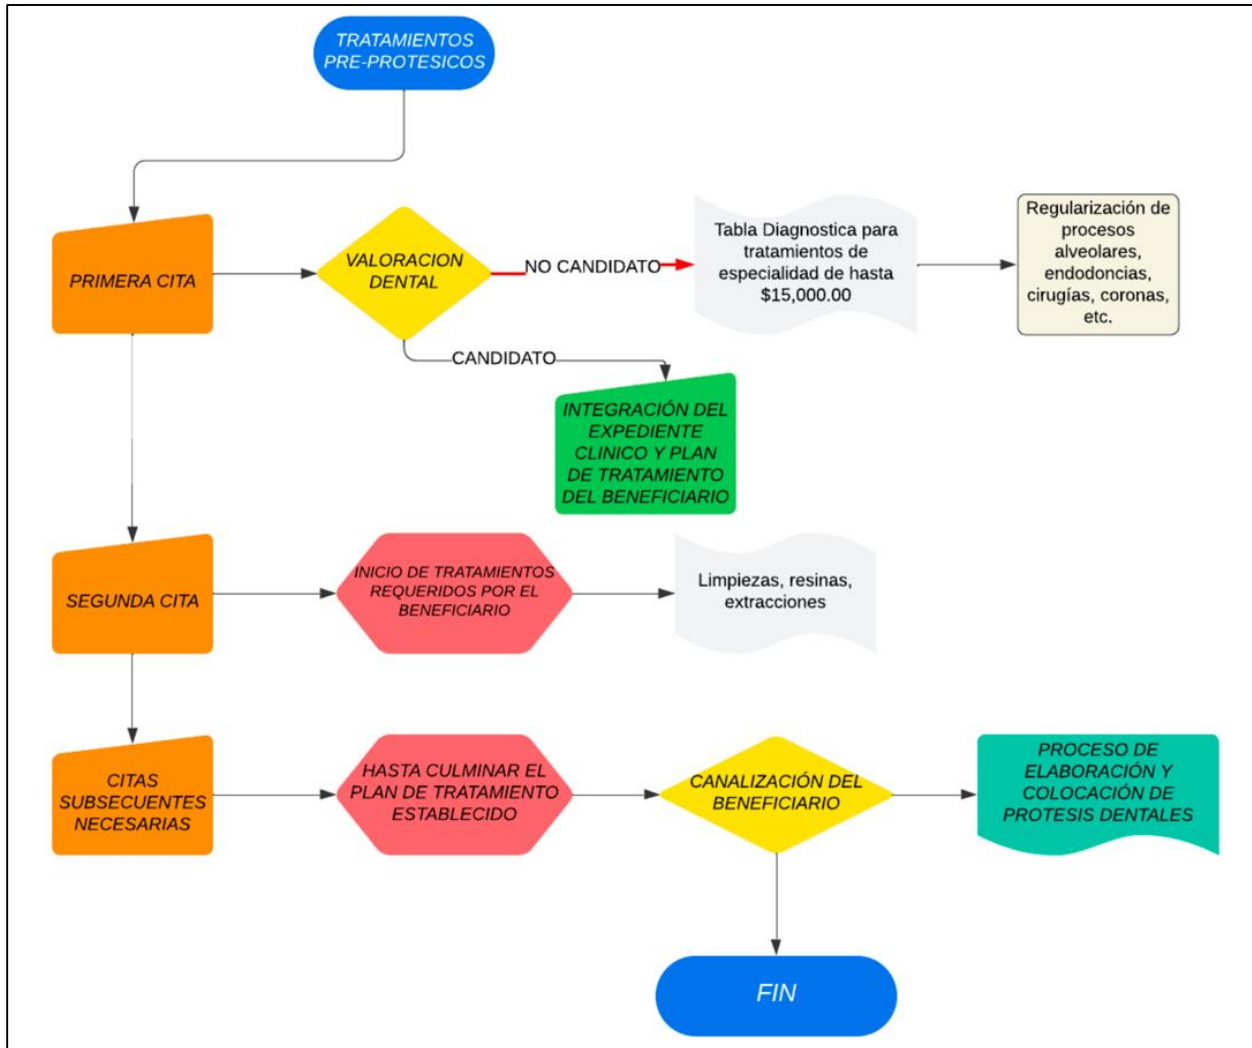 TRATAMIENTOS
PRE-PROTESICOS
PRIMERA CITA
VALORACION
DENTAL
NO CANDIDATO
Tabla Diagnostica para
tratamientos de
especialidad de hasta
$15,000.00
Regularización de
procesos
alveolares,
endodoncias,
cirugías, coronas,
etc.
CANDIDATO
INTEGRACIÓN DEL
EXPEDIENTE
CLINICO Y PLAN
DE TRATAMIENTO
DEL BENEFICIARIO
SEGUNDA CITA
INICIO DE TRATAMIENTOS
REQUERIDOS POR EL
BENEFICIARIO
Limpiezas, resinas,
extracciones
CITAS
SUBSECUENTES
NECESARIAS
HASTA CULMINAR EL
PLAN DE TRATAMIENTO
ESTABLECIDO
CANALIZACIÓN DEL
BENEFICIARIO
PROCESO DE
ELABORACIÓN Y
COLOCACIÓN DE
PROTESIS DENTALES
FIN